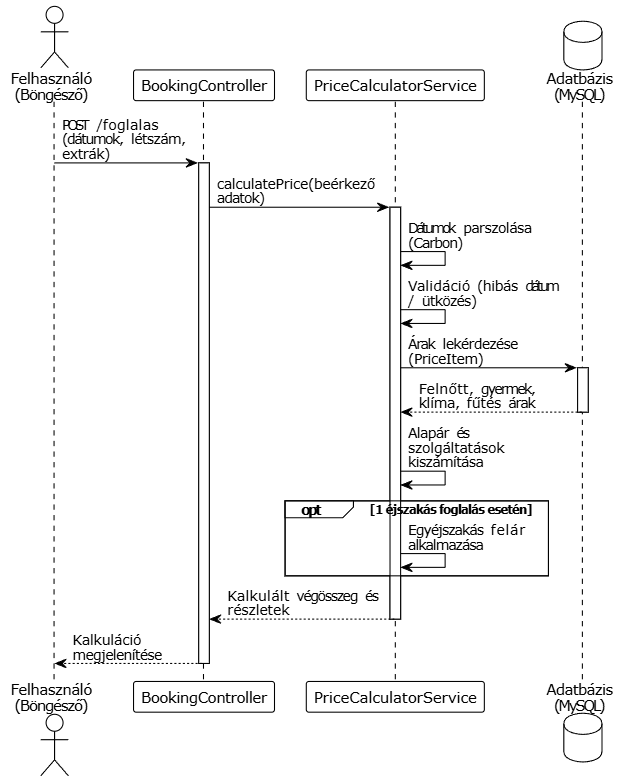 Felhasználó
(Böngésző)
BookingController
PriceCalculatorService
Adatbázis
(MySQL)
POST /foglalas
(dátumok, létszám,
extrák)
calculatePrice(beérkező
adatok)
Dátumok parszolása
(Carbon)
Validáció (hibás dátum
/ ütközés)
Árak lekérdezése
(PriceItem)
Felnőtt, gyermek,
klíma, fűtés árak
Alapár és
szolgáltatások
kiszámítása
opt
[1 éjszakás foglalás esetén]
Egyéjszakás felár
alkalmazása
Kalkulált végösszeg és
részletek
Kalkuláció
megjelenítése
Felhasználó
(Böngésző)
BookingController
PriceCalculatorService
Adatbázis
(MySQL)